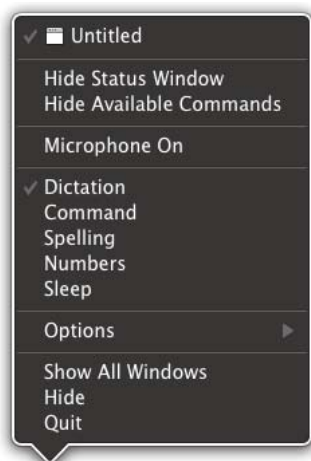 Untitled
Hide Status Window
Hide Available Commands
Microphone On
Dictation
Command
Spelling
Numbers
Sleep
Options
Show All Windows
Hide
Quit